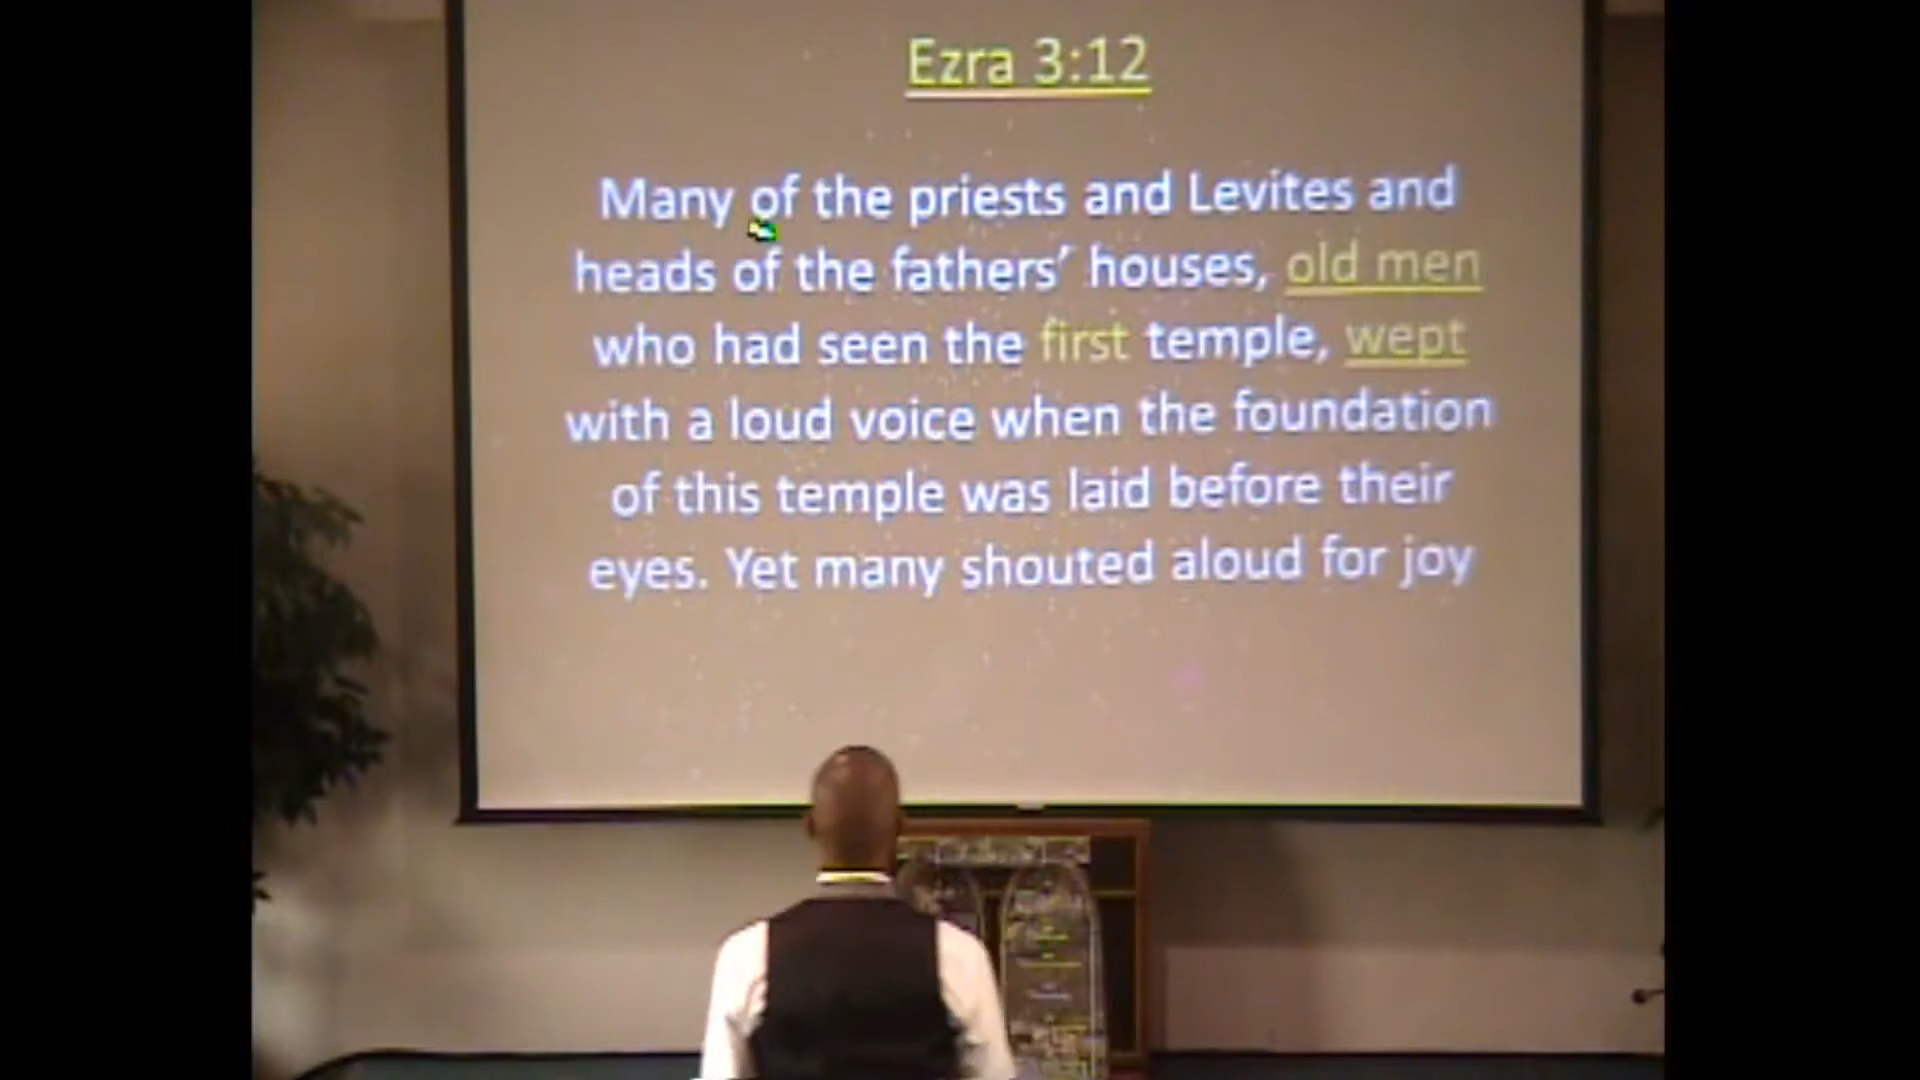 Ezra 3:12
Many of the priests and Levites and
heads of the fathers’ houses, old men
who had seen the first temple, wept
with a loud voice when the foundation
of this temple was laid before their
eyes. Yet many shouted aloud for joy